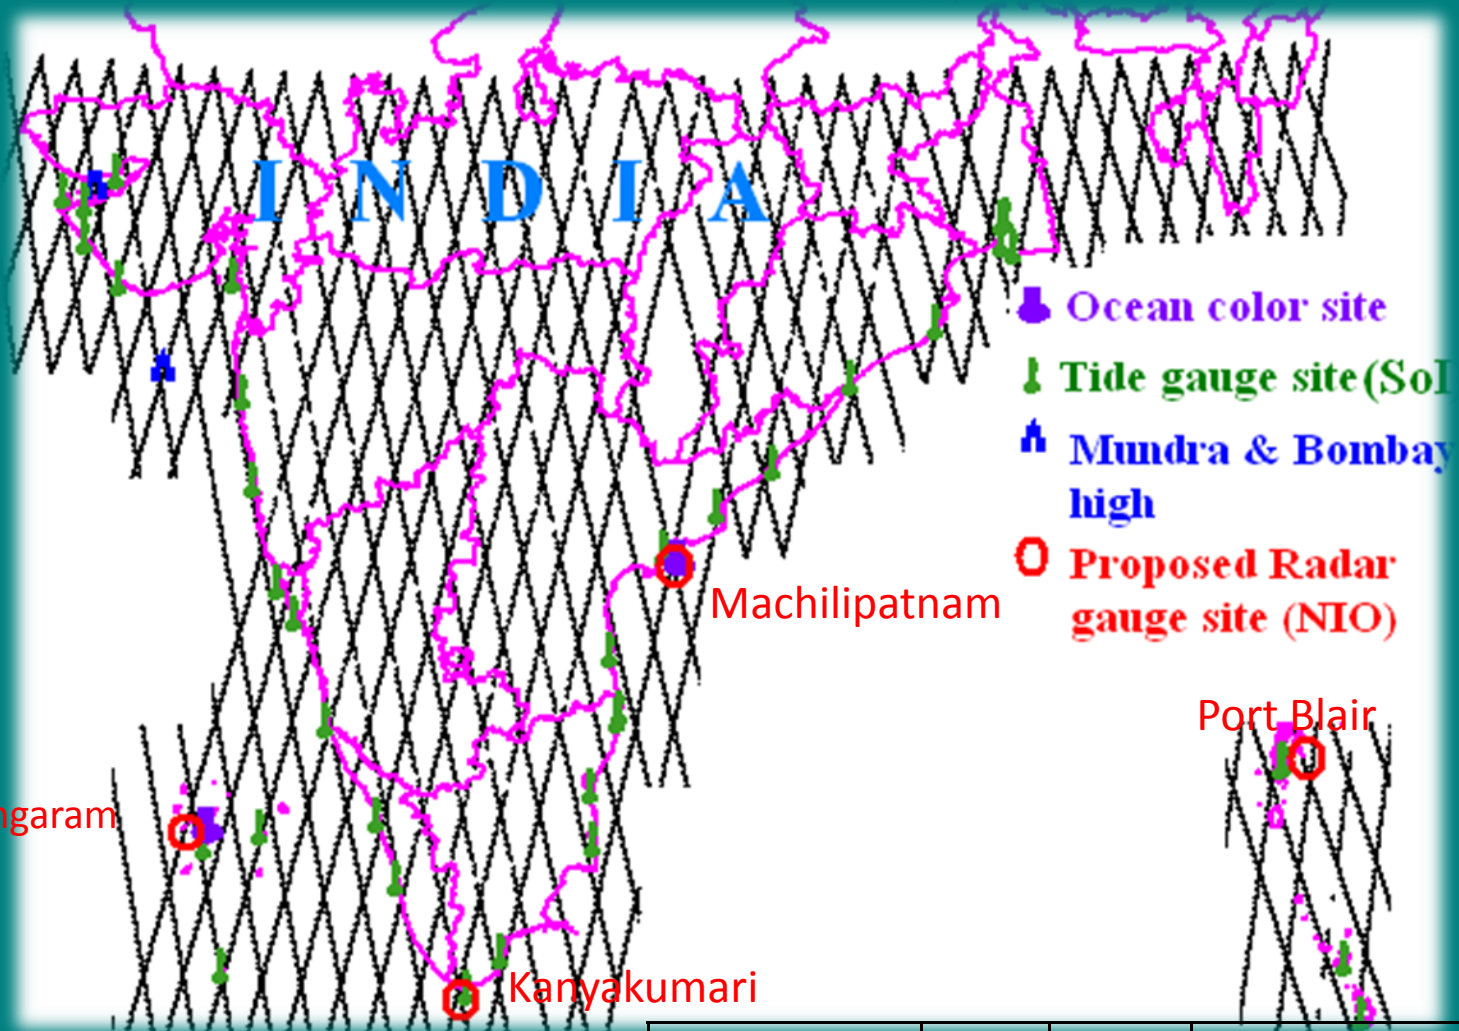 I N D I A
Ocean color site
Tide gauge site(SoI
Mundra & Bombay
high
Proposed Radar
gauge site (NIO)
Machilipatnam
Port Blair
ngaram
Kanyakumari